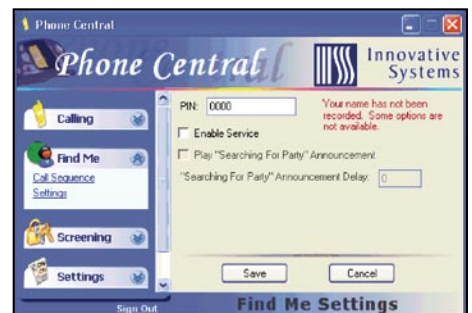 Phone Central
Phone Central
Innovative
Systems
Calling
Find Me
Call Sequence
Settings
Screening
Settings
Sign Out
PIN: 0000
Your name has not been
recorded. Some options are
not available.
Enable Service
Play "Searching For Party" Announcement
"Searching For Party" Announcement Delay: 0
Save
Cancel
Find Me Settings